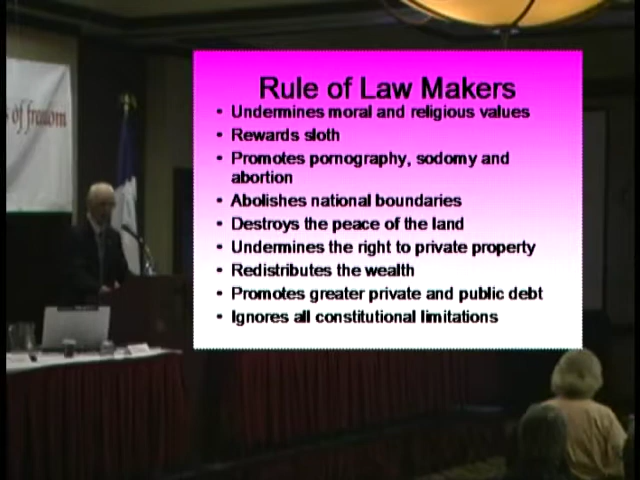 s of freedom
Rule of Law Makers
• Undermines moral and religious values
• Rewards sloth
• Promotes pornography, sodomy and
abortion
• Abolishes national boundaries
• Destroys the peace of the land
• Undermines the right to private property
• Redistributes the wealth
• Promotes greater private and public debt
• Ignores all constitutional limitations